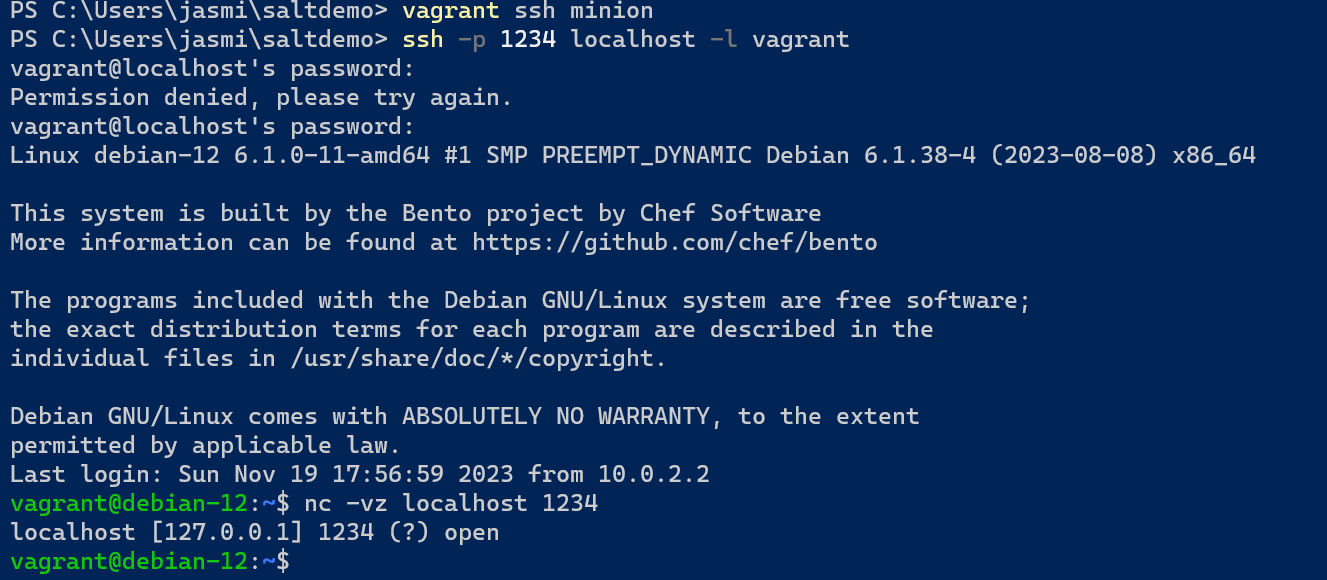 PS C:\Users\jasmi\saltdemo> vagrant ssh minion
PS C:\Users\jasmi\saltdemo> ssh -p 1234 localhost -l vagrant
vagrant@localhost's password:
Permission denied, please try again.
vagrant@localhost's password:
Linux debian-12 6.1.0-11-amd64 #1 SMP PREEMPT_DYNAMIC Debian 6.1.38-4 (2023-08-08) x86_64
This system is built by the Bento project by Chef Software
More information can be found at https://github.com/chef/bento
The programs included with the Debian GNU/Linux system are free software;
the exact distribution terms for each program are described in the
individual files in /usr/share/doc/*/copyright.
Debian GNU/Linux comes with ABSOLUTELY NO WARRANTY, to the extent
permitted by applicable law.
Last login: Sun Nov 19 17:56:59 2023 from 10.0.2.2
vagrant@debian-12:~$ nc -vz localhost 1234
localhost [127.0.0.1] 1234 (?) open
vagrant@debian-12:~$